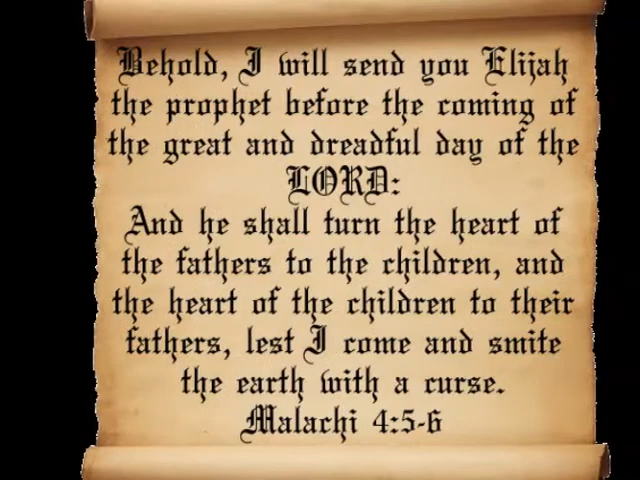 Behold, I will send you Elijah
the prophet before the coming of
the great and dreadful day of the
LORD:
And he shall turn the heart of
the fathers to the children, and
the heart of the children to their
fathers, lest I come and smite
the earth with a curse.
Malachi 4:5-6